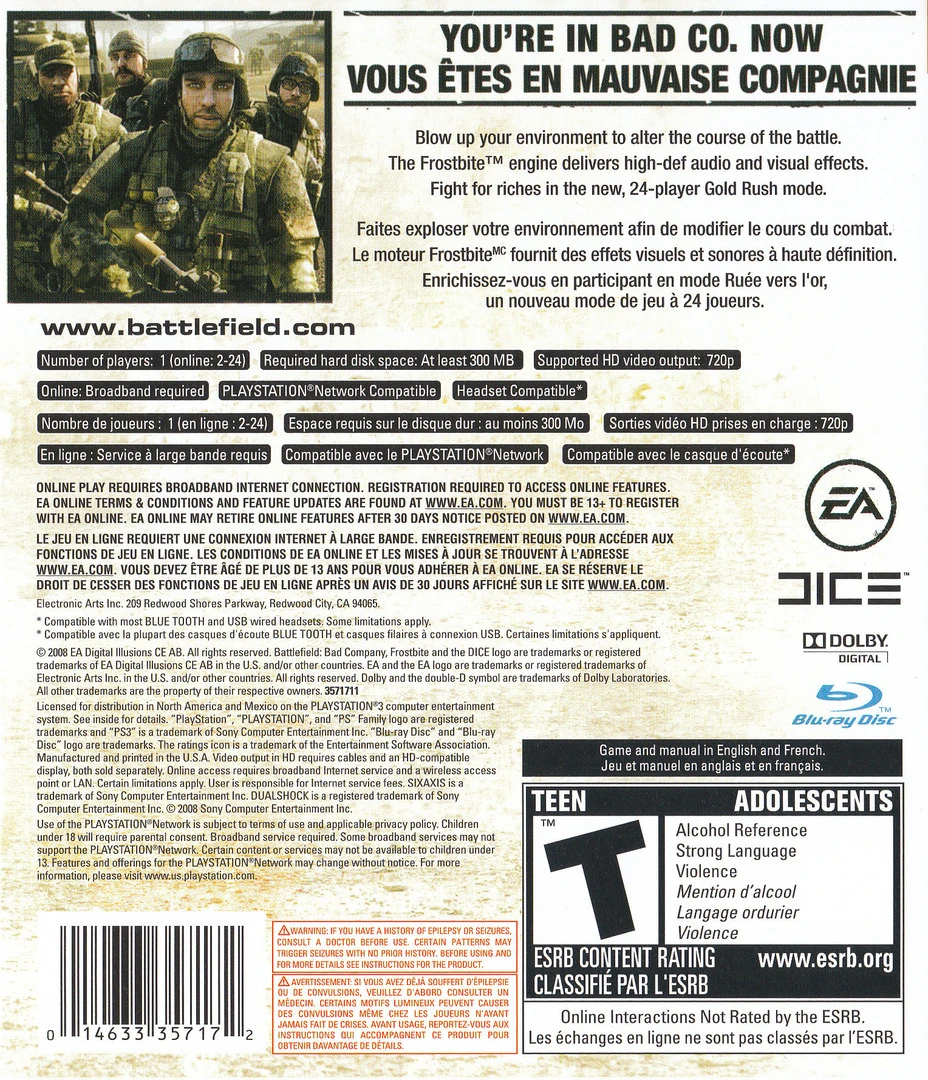 YOU'RE IN BAD CO. NOW
VOUS ÊTES EN MAUVAISE COMPAGNIE
Blow up your environment to alter the course of the battle.
The Frostbite™ engine delivers high-def audio and visual effects.
Fight for riches in the new, 24-player Gold Rush mode.
Faites exploser votre environnement afin de modifier le cours du combat.
Le moteur Frostbiteᴹᶜ fournit des effets visuels et sonores à haute définition.
Enrichissez-vous en participant en mode Ruée vers l'or,
un nouveau mode de jeu à 24 joueurs.
www.battlefield.com
Number of players: 1 (online: 2-24) Required hard disk space: At least 300 MB Supported HD video output: 720p
Online: Broadband required PLAYSTATION®Network Compatible Headset Compatible*
Nombre de joueurs : 1 (en ligne : 2-24) Espace requis sur le disque dur : au moins 300 Mo Sorties vidéo HD prises en charge : 720p
En ligne : Service à large bande requis Compatible avec le PLAYSTATION®Network Compatible avec le casque d'écoute*
ONLINE PLAY REQUIRES BROADBAND INTERNET CONNECTION. REGISTRATION REQUIRED TO ACCESS ONLINE FEATURES.
EA ONLINE TERMS & CONDITIONS AND FEATURE UPDATES ARE FOUND AT WWW.EA.COM. YOU MUST BE 13+ TO REGISTER
WITH EA ONLINE. EA ONLINE MAY RETIRE ONLINE FEATURES AFTER 30 DAYS NOTICE POSTED ON WWW.EA.COM.
LE JEU EN LIGNE REQUIERT UNE CONNEXION INTERNET À LARGE BANDE. ENREGISTREMENT REQUIS POUR ACCÉDER AUX
FONCTIONS DE JEU EN LIGNE. LES CONDITIONS DE EA ONLINE ET LES MISES À JOUR SE TROUVENT À L'ADRESSE
WWW.EA.COM. VOUS DEVEZ ÊTRE ÂGÉ DE PLUS DE 13 ANS POUR VOUS ADHÉRER À EA ONLINE. EA SE RÉSERVE LE
DROIT DE CESSER DES FONCTIONS DE JEU EN LIGNE APRÈS UN AVIS DE 30 JOURS AFFICHÉ SUR LE SITE WWW.EA.COM.
Electronic Arts Inc. 209 Redwood Shores Parkway, Redwood City, CA 94065.
* Compatible with most BLUE TOOTH and USB wired headsets. Some limitations apply.
* Compatible avec la plupart des casques d'écoute BLUE TOOTH et casques filaires à connexion USB. Certaines limitations s'appliquent.
© 2008 EA Digital Illusions CE AB. All rights reserved. Battlefield: Bad Company, Frostbite and the DICE logo are trademarks or registered
trademarks of EA Digital Illusions CE AB in the U.S. and/or other countries. EA and the EA logo are trademarks or registered trademarks of
Electronic Arts Inc. in the U.S. and/or other countries. All rights reserved. Dolby and the double-D symbol are trademarks of Dolby Laboratories.
All other trademarks are the property of their respective owners. 3571711
Licensed for distribution in North America and Mexico on the PLAYSTATION®3 computer entertainment
system. See inside for details. "PlayStation", "PLAYSTATION", and "PS" Family logo are registered
trademarks and "PS3" is a trademark of Sony Computer Entertainment Inc. "Blu-ray Disc" and "Blu-ray
Disc" logo are trademarks. The ratings icon is a trademark of the Entertainment Software Association.
Manufactured and printed in the U.S.A. Video output in HD requires cables and an HD-compatible
display, both sold separately. Online access requires broadband Internet service and a wireless access
point or LAN. Certain limitations apply. User is responsible for Internet service fees. SIXAXIS is a
trademark of Sony Computer Entertainment Inc. DUALSHOCK is a registered trademark of Sony
Computer Entertainment Inc. © 2008 Sony Computer Entertainment Inc.
Use of the PLAYSTATION®Network is subject to terms of use and applicable privacy policy. Children
under 18 will require parental consent. Broadband service required. Some broadband services may not
support the PLAYSTATION®Network. Certain content or services may not be available to children under
13. Features and offerings for the PLAYSTATION®Network may change without notice. For more
information, please visit www.us.playstation.com.
EA™
DICE™
DOLBY
DIGITAL
Blu-ray Disc™
Game and manual in English and French.
Jeu et manuel en anglais et en français.
TEEN ADOLESCENTS
™
T
Alcohol Reference
Strong Language
Violence
Mention d'alcool
Langage ordurier
Violence
ESRB CONTENT RATING www.esrb.org
CLASSIFIÉ PAR L'ESRB
Online Interactions Not Rated by the ESRB.
Les échanges en ligne ne sont pas classés par l'ESRB.
WARNING: IF YOU HAVE A HISTORY OF EPILEPSY OR SEIZURES,
CONSULT A DOCTOR BEFORE USE. CERTAIN PATTERNS MAY
TRIGGER SEIZURES WITH NO PRIOR HISTORY. BEFORE USING AND
FOR MORE DETAILS SEE INSTRUCTIONS FOR THE PRODUCT.
AVERTISSEMENT: SI VOUS AVEZ DÉJÀ SOUFFERT D'ÉPILEPSIE
OU DE CONVULSIONS, VEUILLEZ D'ABORD CONSULTER UN
MÉDECIN. CERTAINS MOTIFS LUMINEUX PEUVENT CAUSER
DES CONVULSIONS MÊME CHEZ LES JOUEURS N'AYANT
JAMAIS FAIT DE CRISES. AVANT USAGE, REPORTEZ-VOUS AUX
INSTRUCTIONS QUI ACCOMPAGNENT CE PRODUIT POUR
OBTENIR DAVANTAGE DE DÉTAILS.
0 14633 35717 2